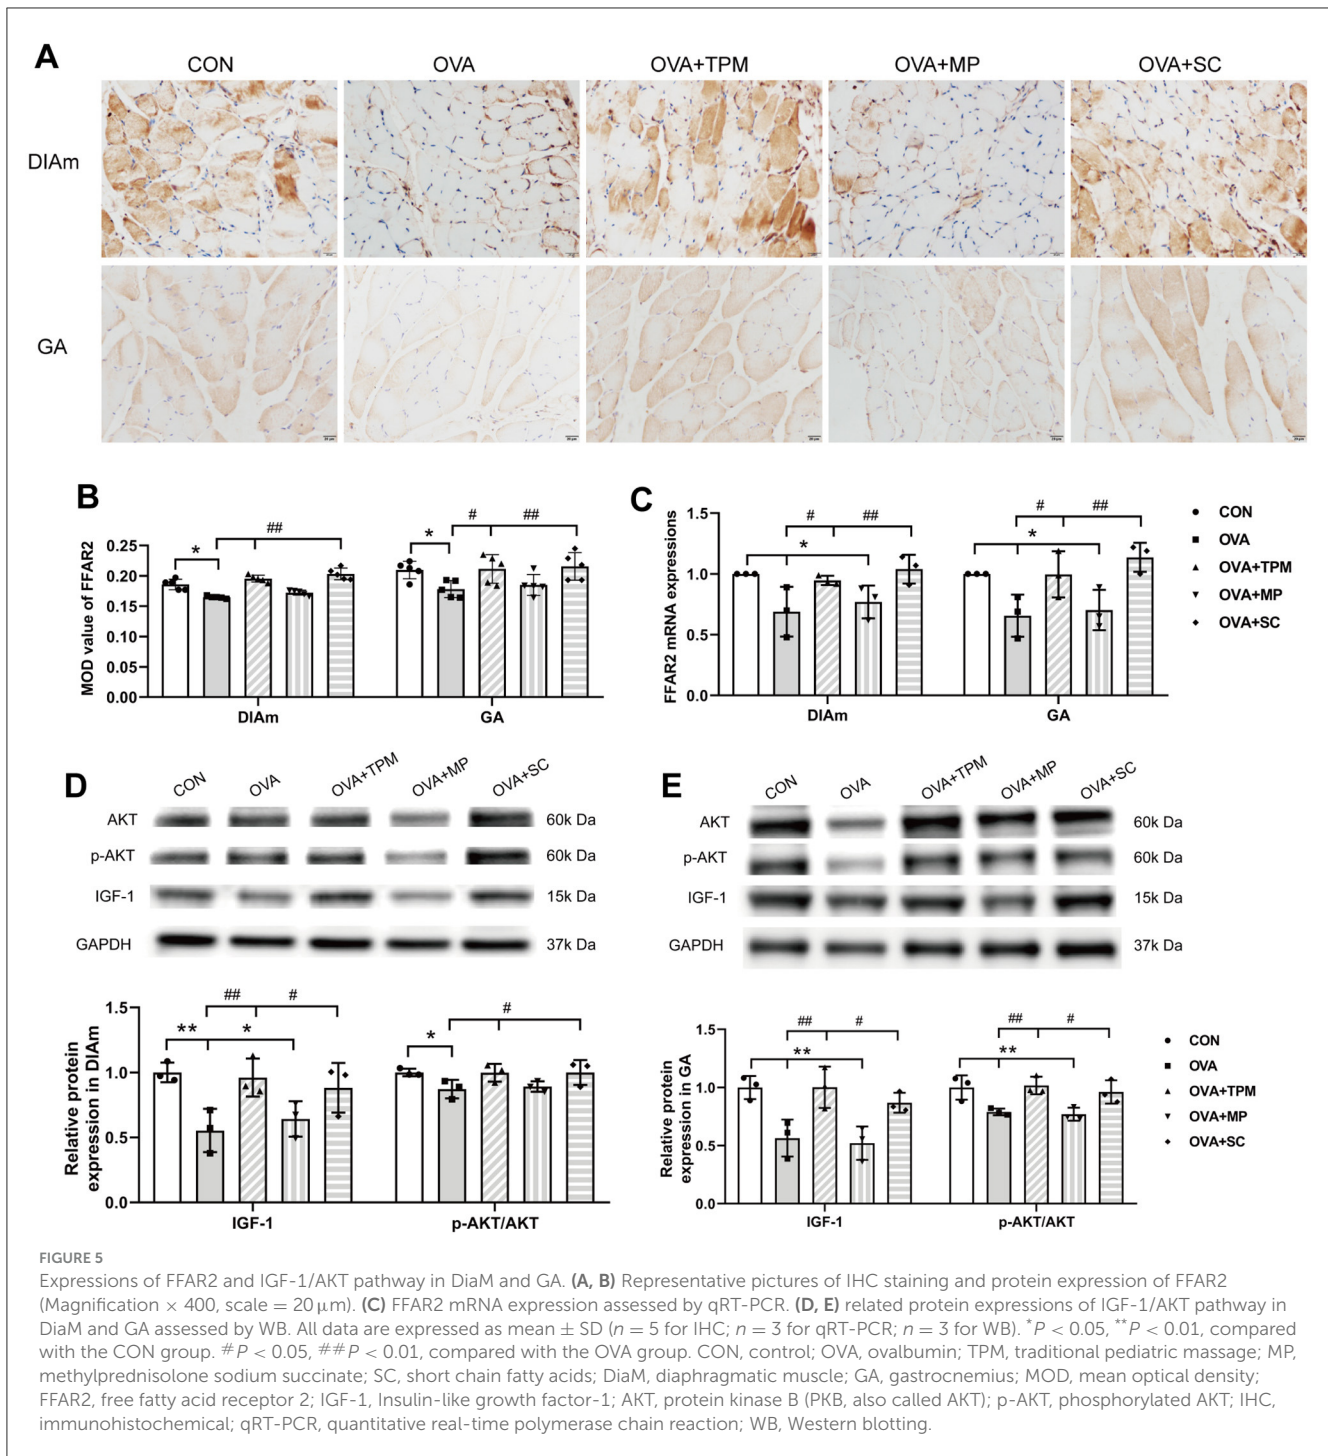 A
CON OVA OVA+TPM OVA+MP OVA+SC
DIAm
GA
B
MOD value of FFAR2
0.25
0.20
0.15
0.10
0.05
0.00
* ## * # ##
DIAm GA
C
FFAR2 mRNA expressions
1.5
1.0
0.5
0.0
# ## * # ## *
DIAm GA
CON
OVA
OVA+TPM
OVA+MP
OVA+SC
D
CON OVA OVA+TPM OVA+MP OVA+SC
AKT 60k Da
p-AKT 60k Da
IGF-1 15k Da
GAPDH 37k Da
Relative protein
expression in DIAm
1.5
1.0
0.5
0.0
** * ## # * #
IGF-1 p-AKT/AKT
E
CON OVA OVA+TPM OVA+MP OVA+SC
AKT 60k Da
p-AKT 60k Da
IGF-1 15k Da
GAPDH 37k Da
Relative protein
expression in GA
1.5
1.0
0.5
0.0
## # ** ## # **
IGF-1 p-AKT/AKT
CON
OVA
OVA+TPM
OVA+MP
OVA+SC
FIGURE 5
Expressions of FFAR2 and IGF-1/AKT pathway in DiaM and GA. (A, B) Representative pictures of IHC staining and protein expression of FFAR2
(Magnification × 400, scale = 20 μm). (C) FFAR2 mRNA expression assessed by qRT-PCR. (D, E) related protein expressions of IGF-1/AKT pathway in
DiaM and GA assessed by WB. All data are expressed as mean ± SD (n = 5 for IHC; n = 3 for qRT-PCR; n = 3 for WB). *P < 0.05, **P < 0.01, compared
with the CON group. #P < 0.05, ##P < 0.01, compared with the OVA group. CON, control; OVA, ovalbumin; TPM, traditional pediatric massage; MP,
methylprednisolone sodium succinate; SC, short chain fatty acids; DiaM, diaphragmatic muscle; GA, gastrocnemius; MOD, mean optical density;
FFAR2, free fatty acid receptor 2; IGF-1, Insulin-like growth factor-1; AKT, protein kinase B (PKB, also called AKT); p-AKT, phosphorylated AKT; IHC,
immunohistochemical; qRT-PCR, quantitative real-time polymerase chain reaction; WB, Western blotting.